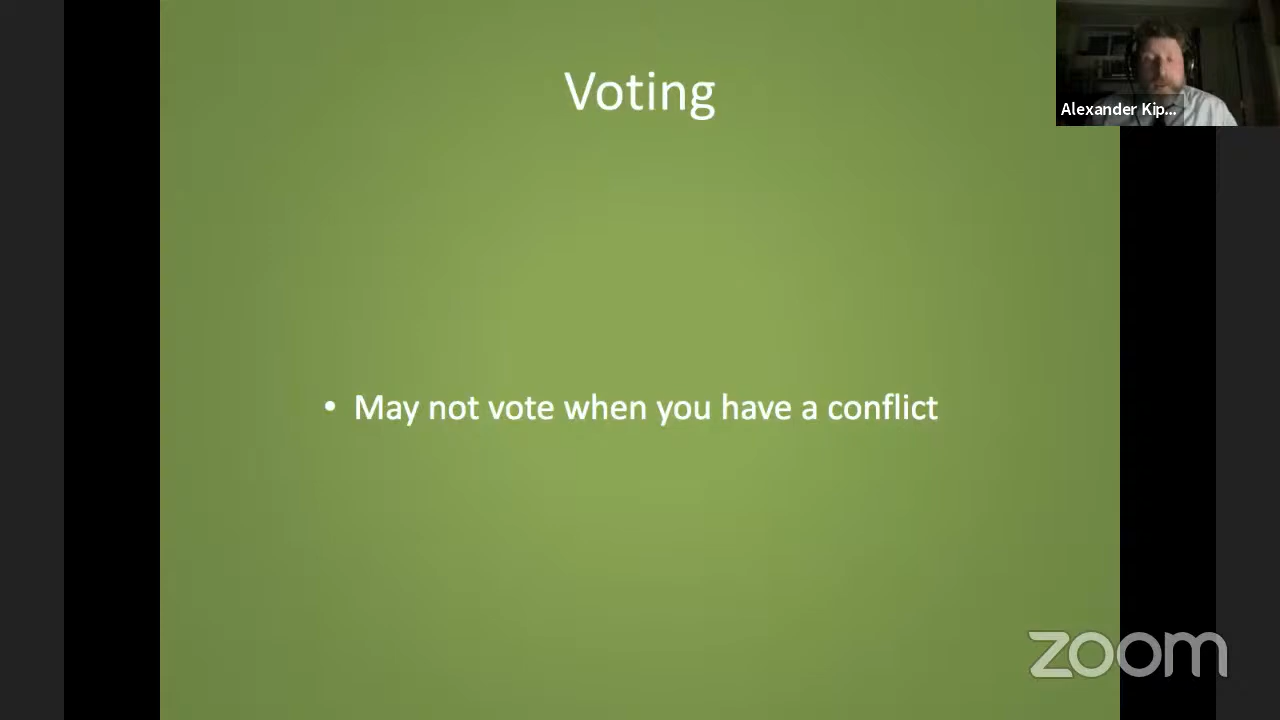 Voting
Alexander Kip...
• May not vote when you have a conflict
zoom